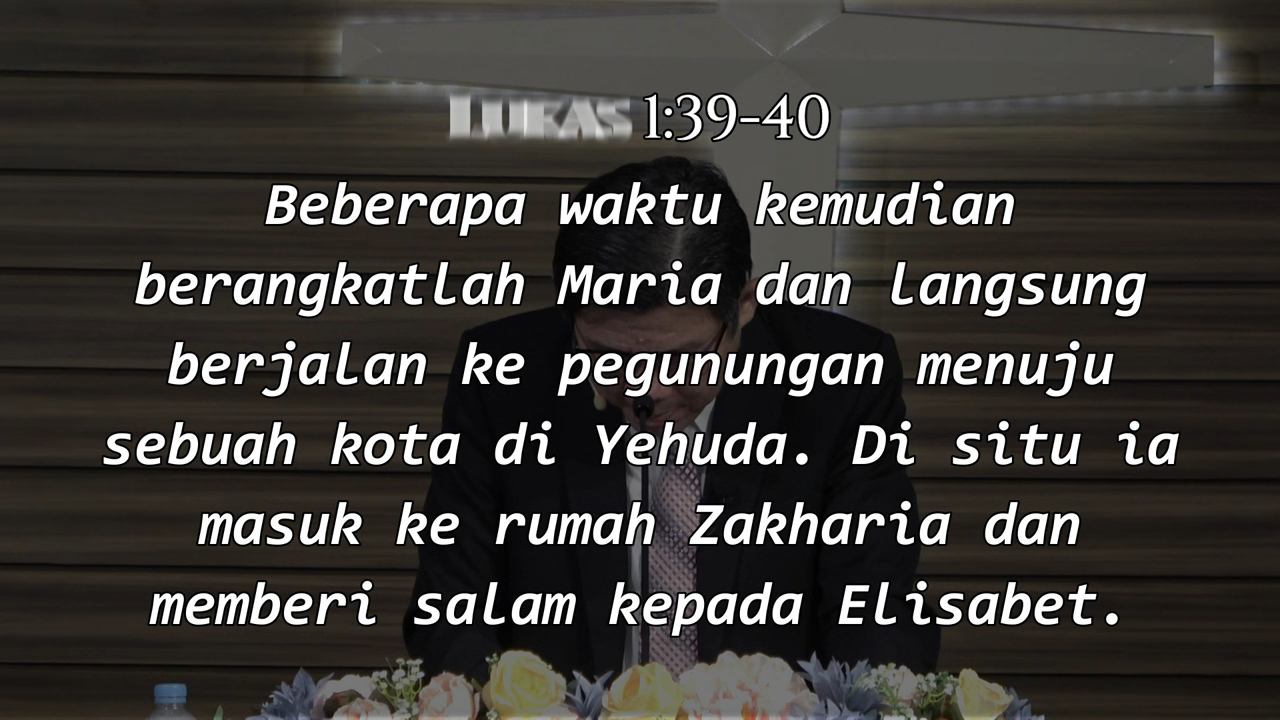 LUKAS 1:39-40
Beberapa waktu kemudian
berangkatlah Maria dan langsung
berjalan ke pegunungan menuju
sebuah kota di Yehuda. Di situ ia
masuk ke rumah Zakharia dan
memberi salam kepada Elisabet.